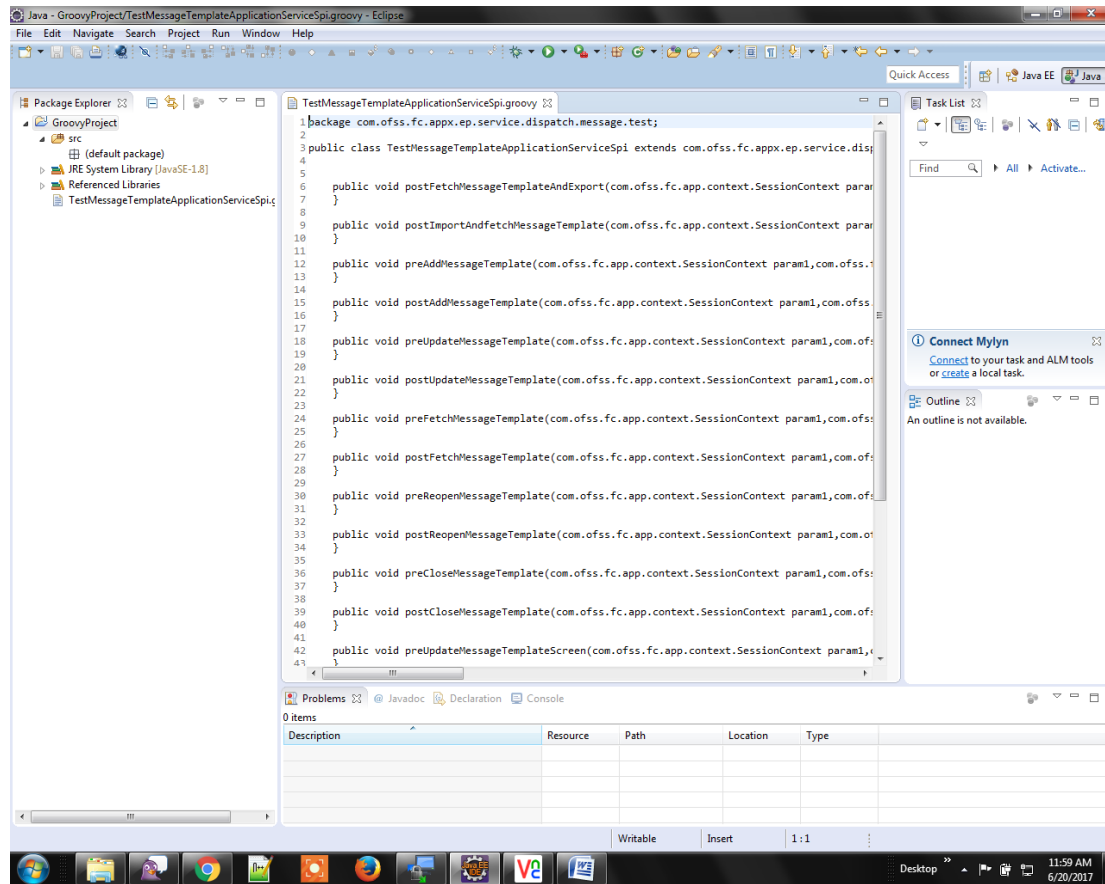 Java - GroovyProject/TestMessageTemplateApplicationServiceSpi.groovy - Eclipse
File Edit Navigate Search Project Run Window Help
Quick Access Java EE Java
Package Explorer
GroovyProject
src
(default package)
JRE System Library [JavaSE-1.8]
Referenced Libraries
TestMessageTemplateApplicationServiceSpi.g
TestMessageTemplateApplicationServiceSpi.groovy
1 package com.ofss.fc.appx.ep.service.dispatch.message.test;
2
3 public class TestMessageTemplateApplicationServiceSpi extends com.ofss.fc.appx.ep.service.disp
4
5
6 public void postFetchMessageTemplateAndExport(com.ofss.fc.app.context.SessionContext param
7 }
8
9 public void postImportAndfetchMessageTemplate(com.ofss.fc.app.context.SessionContext param
10 }
11
12 public void preAddMessageTemplate(com.ofss.fc.app.context.SessionContext param1,com.ofss.f
13 }
14
15 public void postAddMessageTemplate(com.ofss.fc.app.context.SessionContext param1,com.ofss.
16 }
17
18 public void preUpdateMessageTemplate(com.ofss.fc.app.context.SessionContext param1,com.ofs
19 }
20
21 public void postUpdateMessageTemplate(com.ofss.fc.app.context.SessionContext param1,com.of
22 }
23
24 public void preFetchMessageTemplate(com.ofss.fc.app.context.SessionContext param1,com.ofss
25 }
26
27 public void postFetchMessageTemplate(com.ofss.fc.app.context.SessionContext param1,com.ofs
28 }
29
30 public void preReopenMessageTemplate(com.ofss.fc.app.context.SessionContext param1,com.ofs
31 }
32
33 public void postReopenMessageTemplate(com.ofss.fc.app.context.SessionContext param1,com.of
34 }
35
36 public void preCloseMessageTemplate(com.ofss.fc.app.context.SessionContext param1,com.ofss
37 }
38
39 public void postCloseMessageTemplate(com.ofss.fc.app.context.SessionContext param1,com.ofs
40 }
41
42 public void preUpdateMessageTemplateScreen(com.ofss.fc.app.context.SessionContext param1,c
43 }
Task List
Find All Activate...
Connect Mylyn
Connect to your task and ALM tools
or create a local task.
Outline
An outline is not available.
Problems @ Javadoc Declaration Console
0 items
Description Resource Path Location Type
Writable Insert 1 : 1
Desktop 11:59 AM
6/20/2017